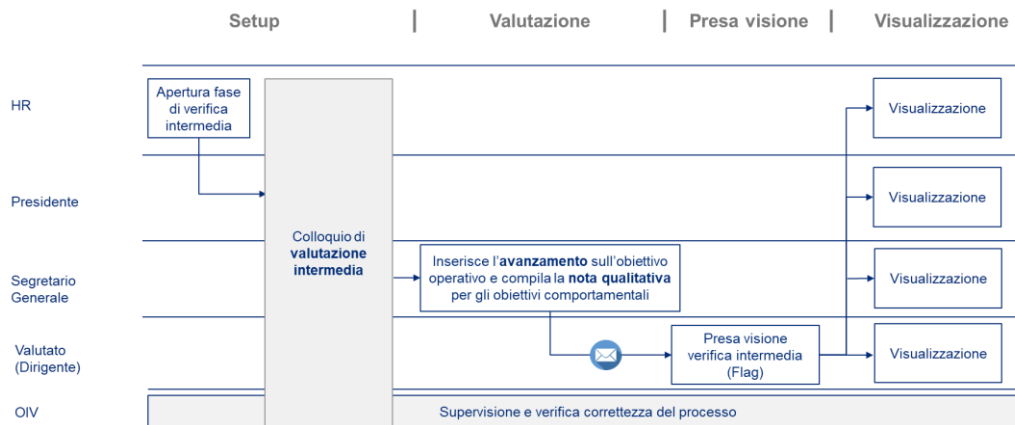 Setup | Valutazione | Presa visione | Visualizzazione
HR
Apertura fase
di verifica
intermedia
Visualizzazione
Presidente
Visualizzazione
Colloquio di
valutazione
intermedia
Segretario
Generale
Inserisce l'avanzamento sull'obiettivo
operativo e compila la nota qualitativa
per gli obiettivi comportamentali
Visualizzazione
Valutato
(Dirigente)
Presa visione
verifica intermedia
(Flag)
Visualizzazione
OIV
Supervisione e verifica correttezza del processo